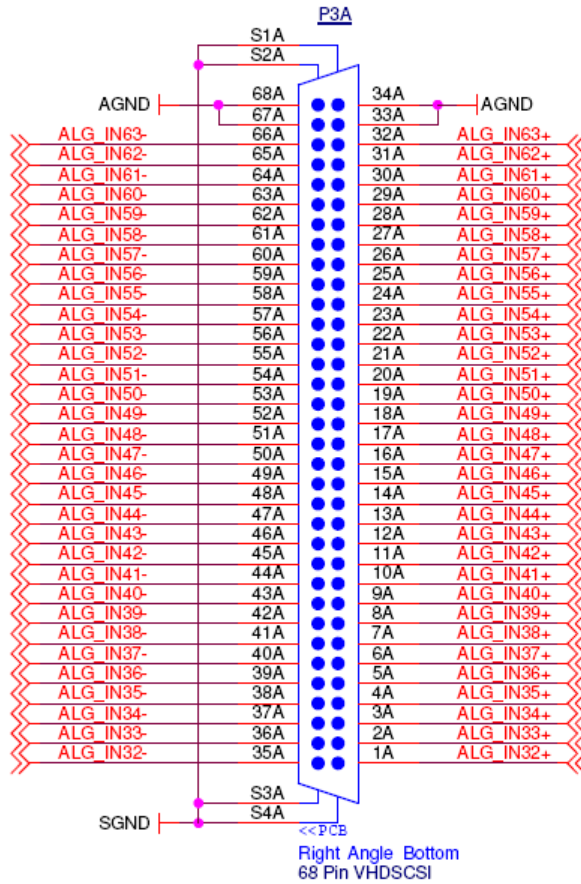 P3A
S1A
S2A
AGND 68A 34A AGND
67A 33A
ALG_IN63- 66A 32A ALG_IN63+
ALG_IN62- 65A 31A ALG_IN62+
ALG_IN61- 64A 30A ALG_IN61+
ALG_IN60- 63A 29A ALG_IN60+
ALG_IN59- 62A 28A ALG_IN59+
ALG_IN58- 61A 27A ALG_IN58+
ALG_IN57- 60A 26A ALG_IN57+
ALG_IN56- 59A 25A ALG_IN56+
ALG_IN55- 58A 24A ALG_IN55+
ALG_IN54- 57A 23A ALG_IN54+
ALG_IN53- 56A 22A ALG_IN53+
ALG_IN52- 55A 21A ALG_IN52+
ALG_IN51- 54A 20A ALG_IN51+
ALG_IN50- 53A 19A ALG_IN50+
ALG_IN49- 52A 18A ALG_IN49+
ALG_IN48- 51A 17A ALG_IN48+
ALG_IN47- 50A 16A ALG_IN47+
ALG_IN46- 49A 15A ALG_IN46+
ALG_IN45- 48A 14A ALG_IN45+
ALG_IN44- 47A 13A ALG_IN44+
ALG_IN43- 46A 12A ALG_IN43+
ALG_IN42- 45A 11A ALG_IN42+
ALG_IN41- 44A 10A ALG_IN41+
ALG_IN40- 43A 9A ALG_IN40+
ALG_IN39- 42A 8A ALG_IN39+
ALG_IN38- 41A 7A ALG_IN38+
ALG_IN37- 40A 6A ALG_IN37+
ALG_IN36- 39A 5A ALG_IN36+
ALG_IN35- 38A 4A ALG_IN35+
ALG_IN34- 37A 3A ALG_IN34+
ALG_IN33- 36A 2A ALG_IN33+
ALG_IN32- 35A 1A ALG_IN32+
S3A
SGND S4A
<<PCB
Right Angle Bottom
68 Pin VHDSCSI